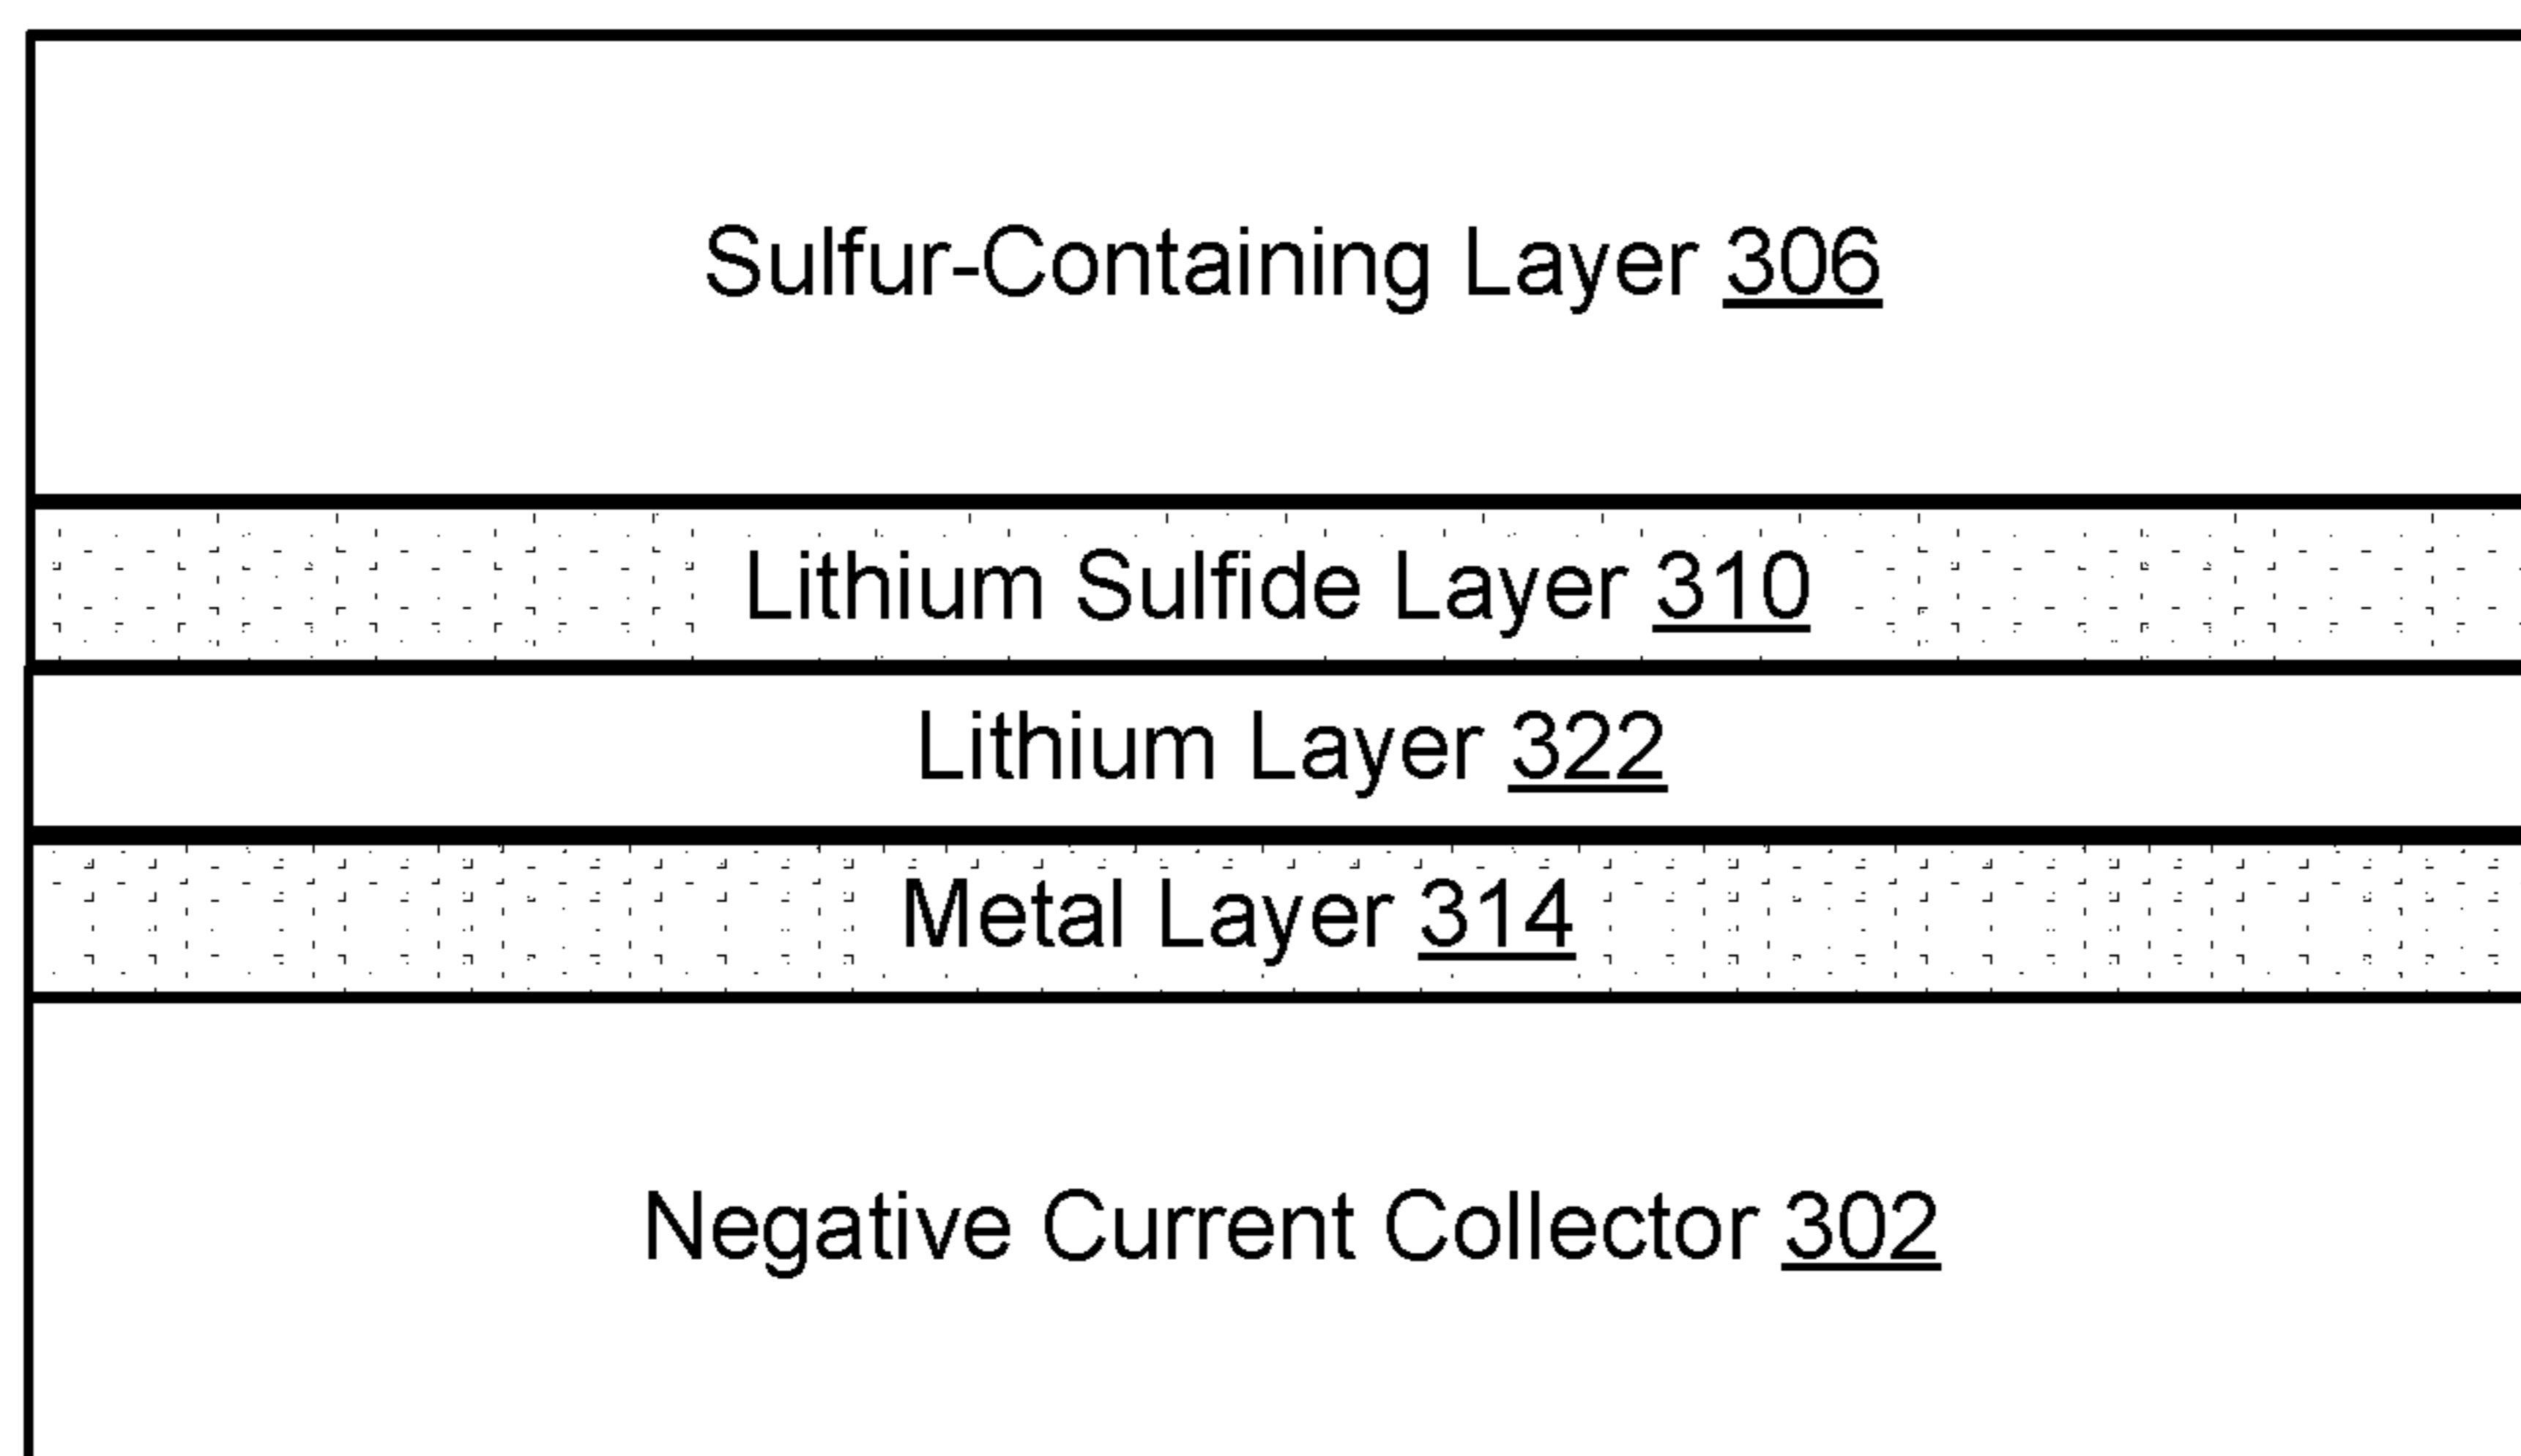 Sulfur-Containing Layer 306
Lithium Sulfide Layer 310
Lithium Layer 322
Metal Layer 314
Negative Current Collector 302